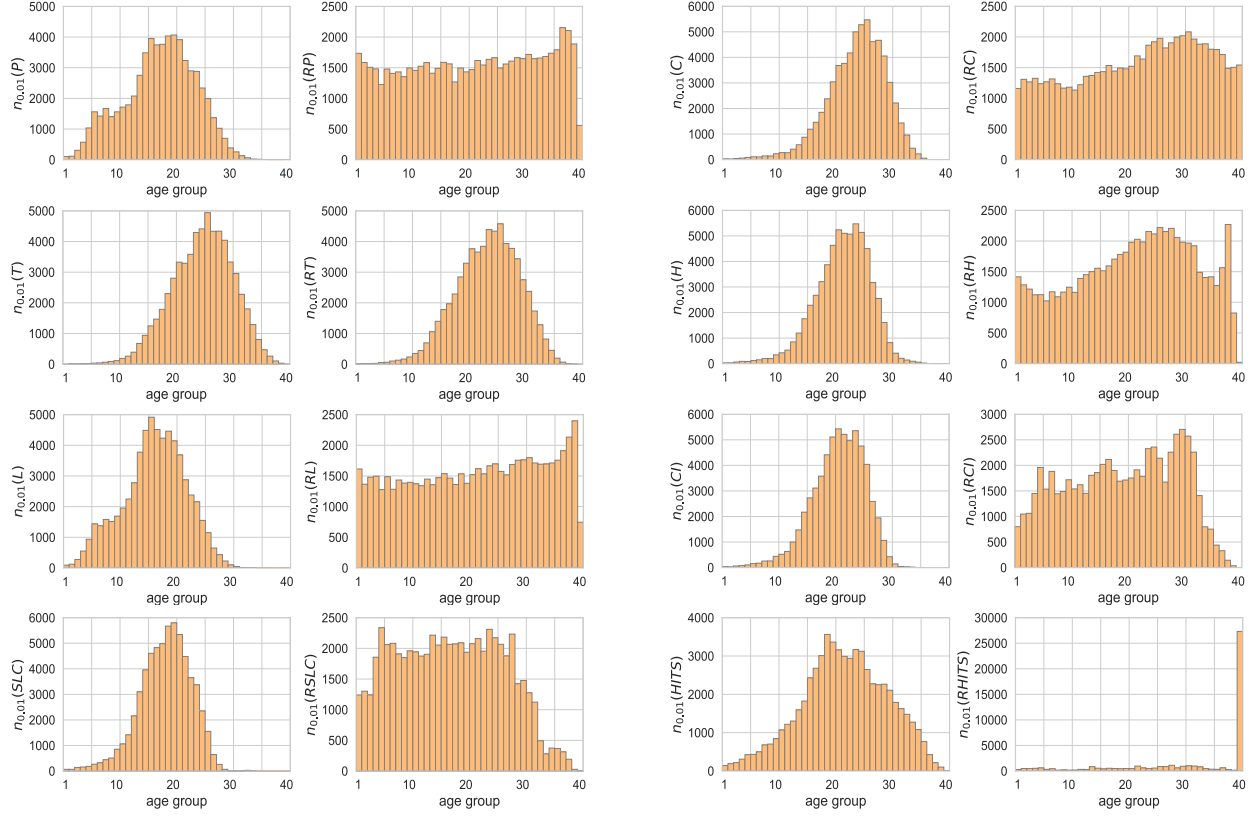 n0.01(P)
5000
4000
3000
2000
1000
0
1 10 20 30 40
age group
n0.01(RP)
2500
2000
1500
1000
500
0
1 10 20 30 40
age group
n0.01(C)
6000
5000
4000
3000
2000
1000
0
1 10 20 30 40
age group
n0.01(RC)
2500
2000
1500
1000
500
0
1 10 20 30 40
age group
n0.01(T)
5000
4000
3000
2000
1000
0
1 10 20 30 40
age group
n0.01(RT)
5000
4000
3000
2000
1000
0
1 10 20 30 40
age group
n0.01(H)
6000
5000
4000
3000
2000
1000
0
1 10 20 30 40
age group
n0.01(RH)
2500
2000
1500
1000
500
0
1 10 20 30 40
age group
n0.01(L)
5000
4000
3000
2000
1000
0
1 10 20 30 40
age group
n0.01(RL)
2500
2000
1500
1000
500
0
1 10 20 30 40
age group
n0.01(CI)
6000
5000
4000
3000
2000
1000
0
1 10 20 30 40
age group
n0.01(RCI)
3000
2500
2000
1500
1000
500
0
1 10 20 30 40
age group
n0.01(SLC)
6000
5000
4000
3000
2000
1000
0
1 10 20 30 40
age group
n0.01(RSLC)
2500
2000
1500
1000
500
0
1 10 20 30 40
age group
n0.01(HITS)
4000
3000
2000
1000
0
1 10 20 30 40
age group
n0.01(RHITS)
30000
25000
20000
15000
10000
5000
0
1 10 20 30 40
age group